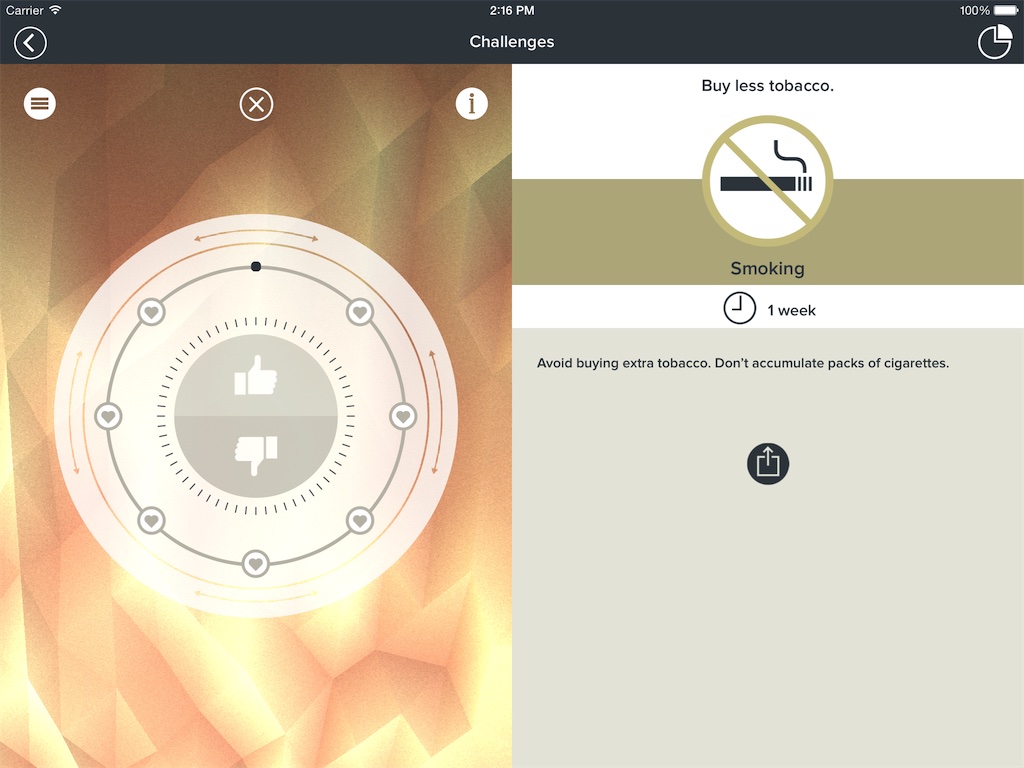 Carrier
2:16 PM
100%
Challenges
i
Buy less tobacco.
Smoking
1 week
Avoid buying extra tobacco. Don't accumulate packs of cigarettes.